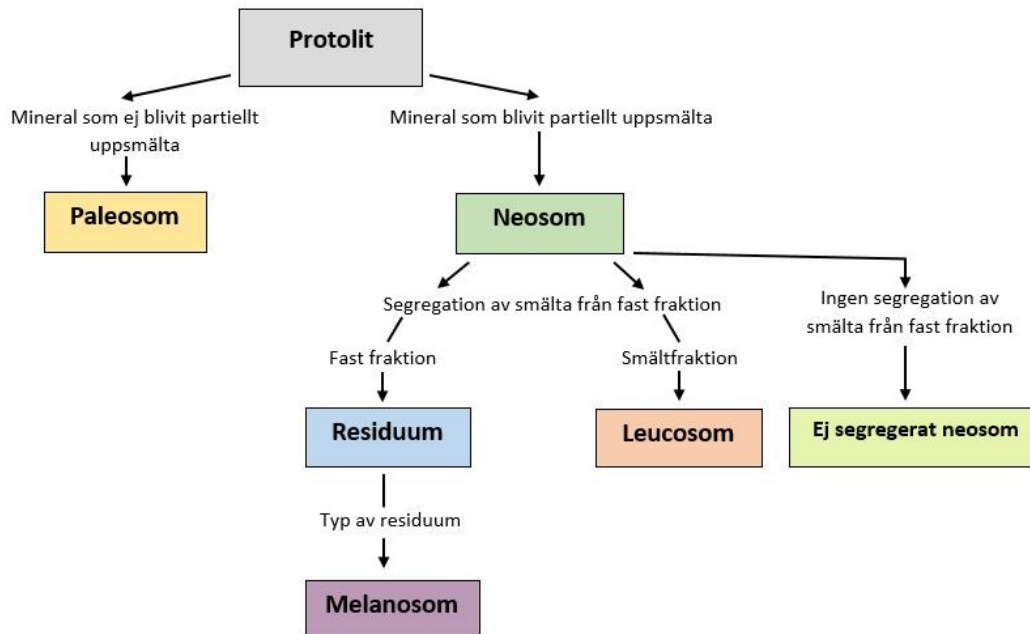 Protolit
Mineral som ej blivit partiellt
uppsmälta
Mineral som blivit partiellt uppsmälta
Paleosom
Neosom
Segregation av smälta från fast fraktion
Ingen segregation av
smälta från fast fraktion
Fast fraktion
Smältfraktion
Residuum
Leucosom
Ej segregerat neosom
Typ av residuum
Melanosom